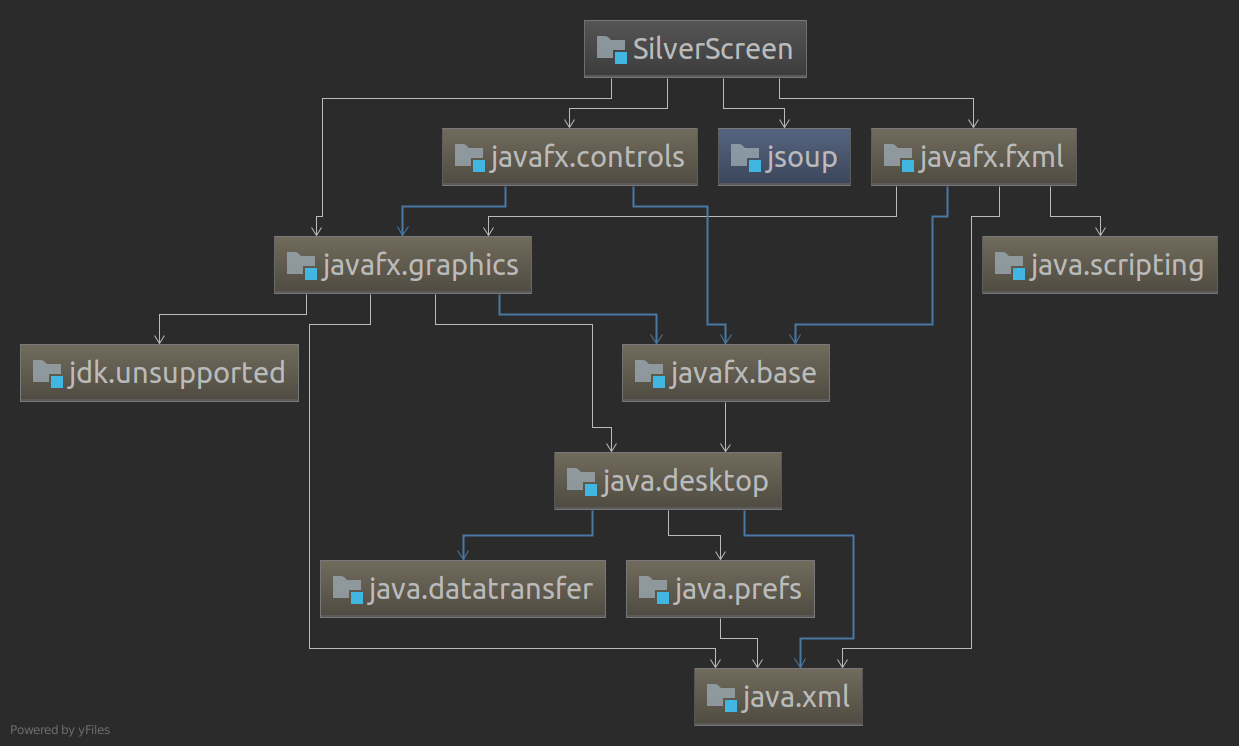 SilverScreen
javafx.controls
jsoup
javafx.fxml
javafx.graphics
java.scripting
jdk.unsupported
javafx.base
java.desktop
java.datatransfer
java.prefs
java.xml
Powered by yFiles